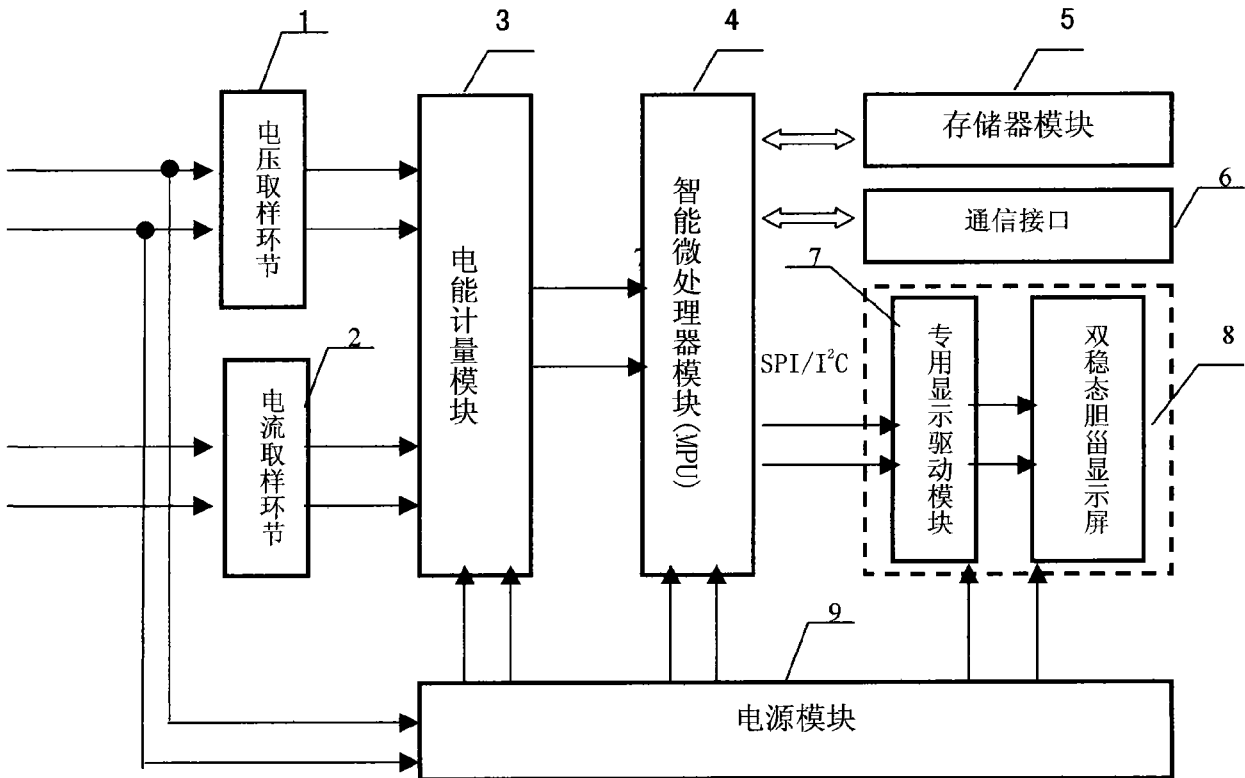 1
3
4
5
电压取样环节
电能计量模块
智能微处理器模块(MPU)
存储器模块
6
通信接口
2
电流取样环节
7
SPI/I²C
专用显示驱动模块
双稳态胆甾显示屏
8
9
电源模块